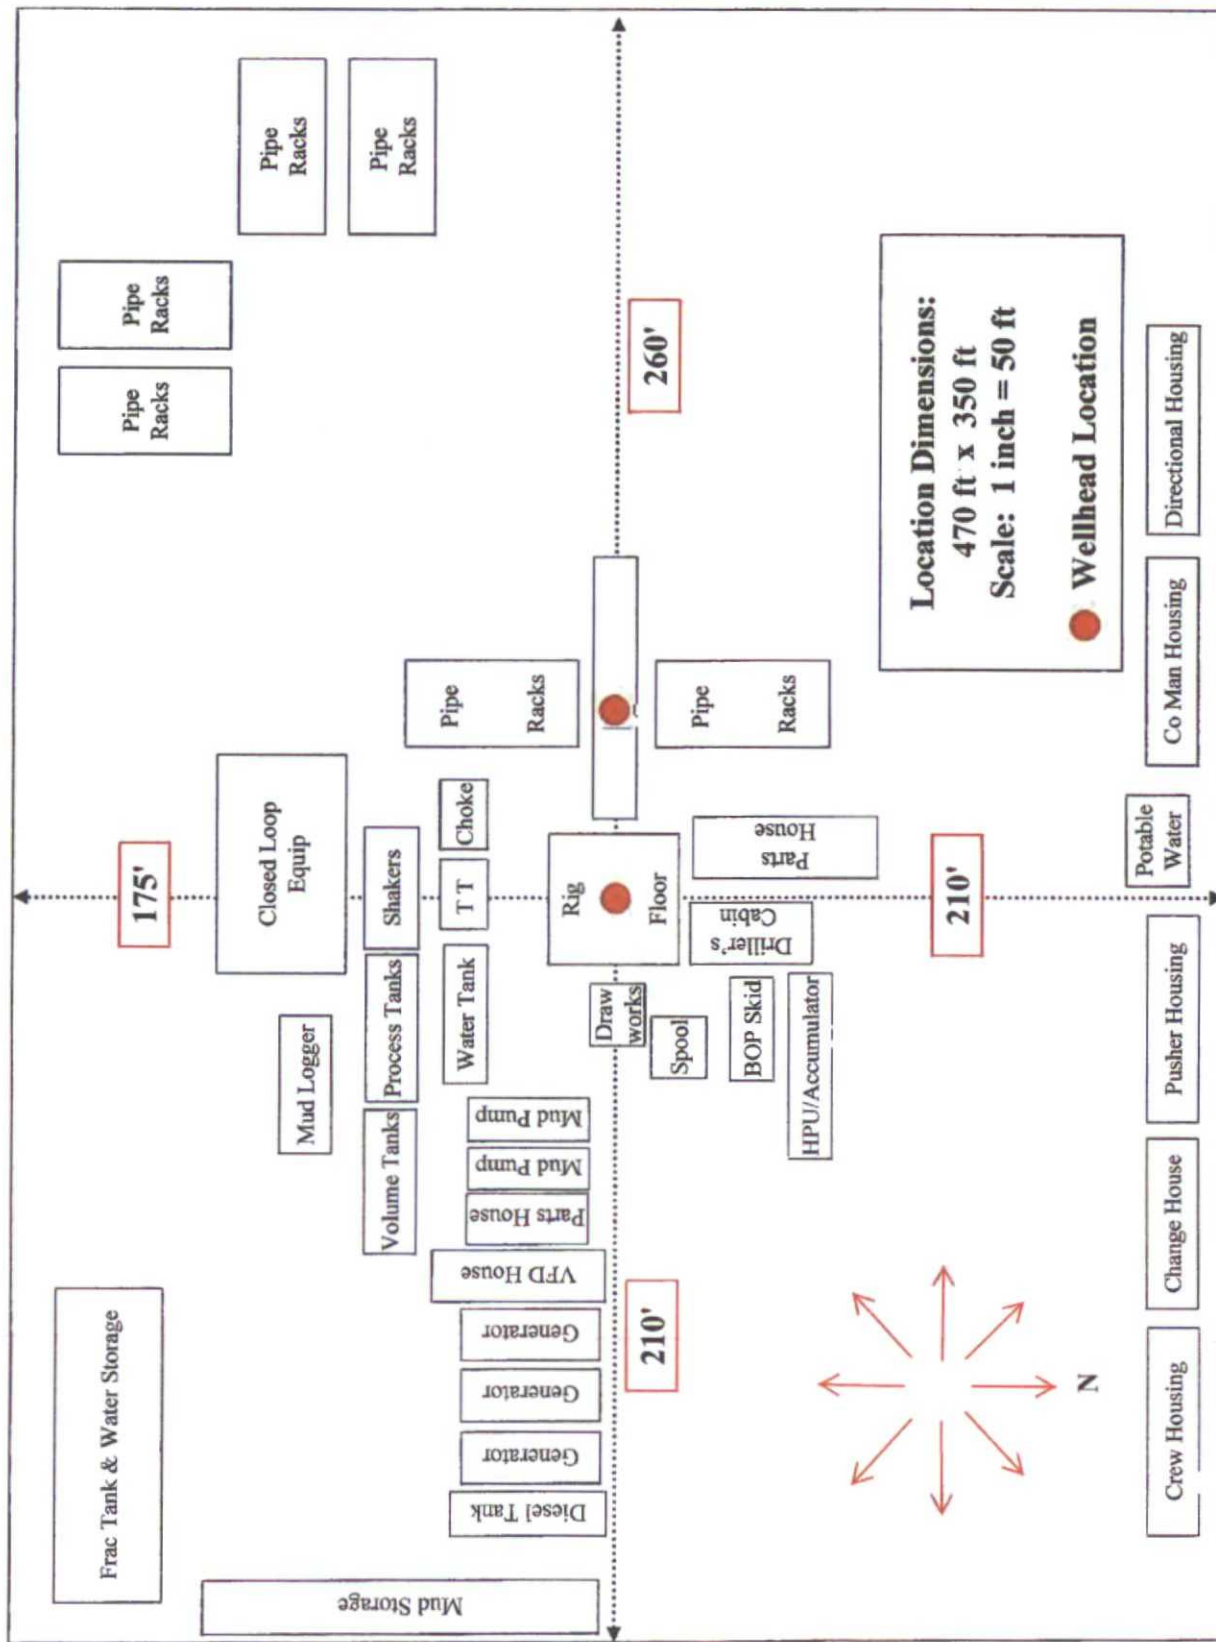 Frac Tank & Water Storage
Pipe
Racks
Pipe
Racks
Pipe
Racks
Pipe
Racks
175'
Closed Loop
Equip
Mud Logger
Volume Tanks
Process Tanks
Shakers
Water Tank
T T
Choke
Pipe
Racks
Mud Storage
Diesel Tank
Generator
Generator
Generator
VFD House
Parts House
Mud Pump
Mud Pump
Draw
works
Rig
Floor
210'
260'
Spool
BOP Skid
HPU/Accumulator
Driller's
Cabin
Parts
House
Pipe
Racks
210'
N
Location Dimensions:
470 ft x 350 ft
Scale: 1 inch = 50 ft
Wellhead Location
Crew Housing
Change House
Pusher Housing
Potable
Water
Co Man Housing
Directional Housing